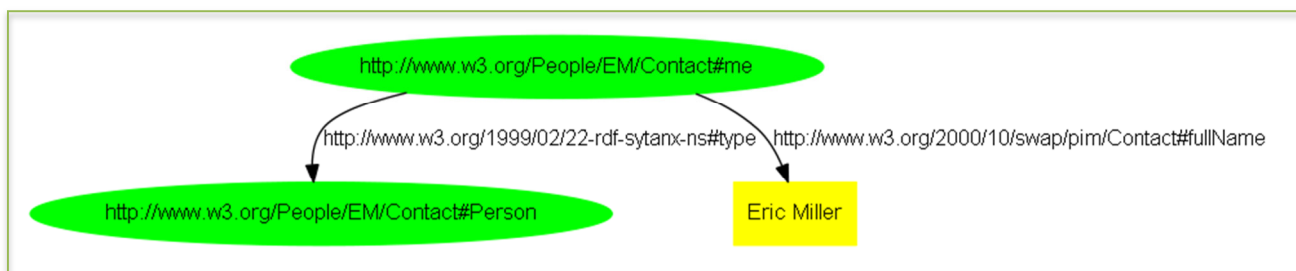 http://www.w3.org/People/EM/Contact#me
http://www.w3.org/1999/02/22-rdf-sytanx-ns#type
http://www.w3.org/2000/10/swap/pim/Contact#fullName
http://www.w3.org/People/EM/Contact#Person
Eric Miller